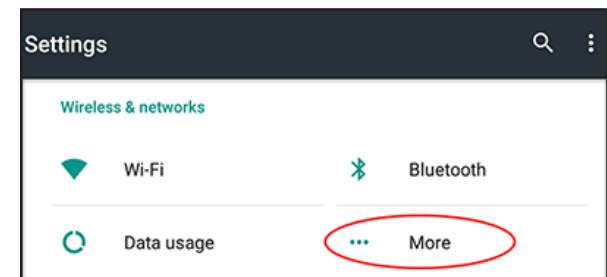 Settings
Wireless & networks
Wi-Fi
Bluetooth
Data usage
More